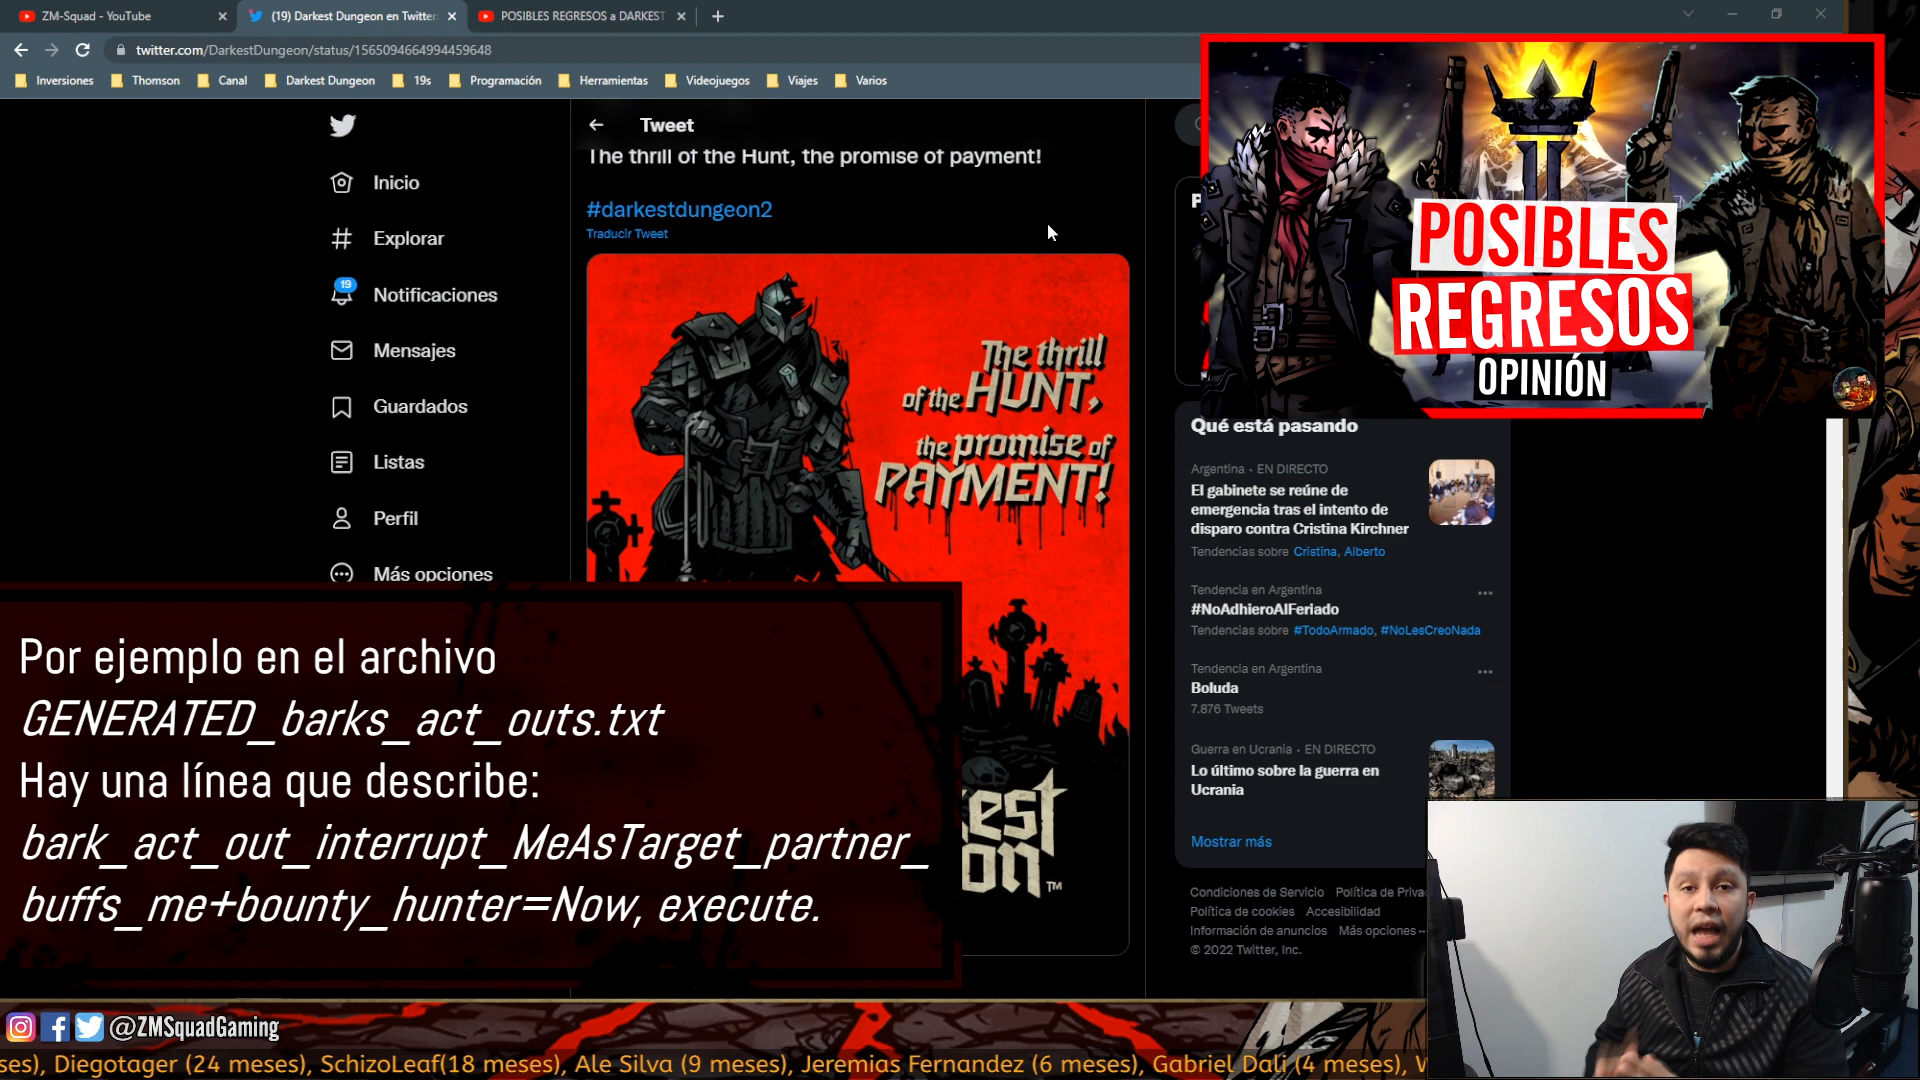 ZM-Squad - YouTube
(19) Darkest Dungeon en Twitter:
POSIBLES REGRESOS a DARKEST
twitter.com/DarkestDungeon/status/1565094664994459648
Inversiones
Thomson
Canal
Darkest Dungeon
19s
Programación
Herramientas
Videojuegos
Viajes
Varios
Inicio
Explorar
19
Notificaciones
Mensajes
Guardados
Listas
Perfil
Más opciones
Tweet
The thrill of the Hunt, the promise of payment!
#darkestdungeon2
Traducir Tweet
The thrill
of the HUNT,
the promise of
PAYMENT!
est
on™
POSIBLES
REGRESOS
OPINIÓN
P
Qué está pasando
Argentina · EN DIRECTO
El gabinete se reúne de
emergencia tras el intento de
disparo contra Cristina Kirchner
Tendencias sobre Cristina, Alberto
Tendencia en Argentina
#NoAdhieroAlFeriado
Tendencias sobre #TodoArmado, #NoLesCreoNada
Tendencia en Argentina
Boluda
7.876 Tweets
Guerra en Ucrania · EN DIRECTO
Lo último sobre la guerra en
Ucrania
Mostrar más
Condiciones de Servicio Política de Priva
Política de cookies Accesibilidad
Información de anuncios Más opciones ···
© 2022 Twitter, Inc.
Por ejemplo en el archivo
GENERATED_barks_act_outs.txt
Hay una línea que describe:
bark_act_out_interrupt_MeAsTarget_partner_
buffs_me+bounty_hunter=Now, execute.
@ZMSquadGaming
ses), Diegotager (24 meses), SchizoLeaf(18 meses), Ale Silva (9 meses), Jeremias Fernandez (6 meses), Gabriel Dali (4 meses), V